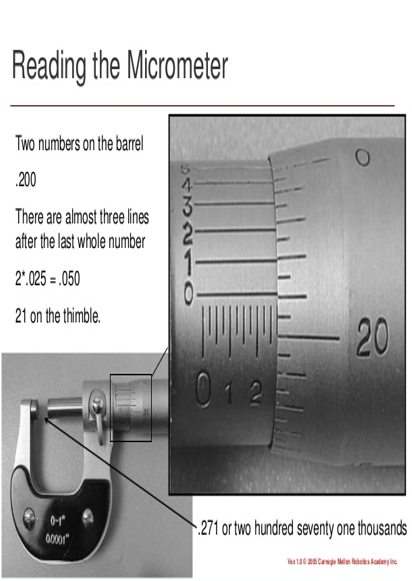 Reading the Micrometer
Two numbers on the barrel
.200
There are almost three lines
after the last whole number
2*.025 = .050
21 on the thimble.
5
4
3
2
1
0
0 1 2
0
20
0-1"
0.0001"
.271 or two hundred seventy one thousands
Vex 1.0 © 2005 Carnegie Mellon Robotics Academy Inc.